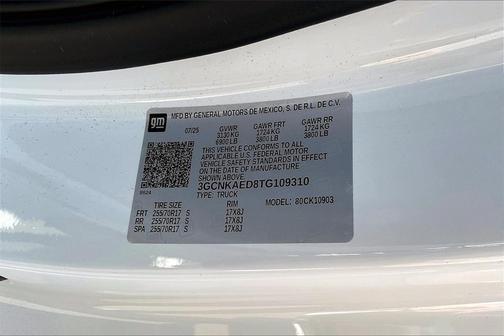 gm
MFD BY GENERAL MOTORS DE MEXICO, S. DE R.L. DE C.V.
07/25 GVWR GAWR FRT GAWR RR
3130 KG 1724 KG 1724 KG
6900 LB 3800 LB 3800 LB
THIS VEHICLE CONFORMS TO ALL
APPLICABLE U.S. FEDERAL MOTOR
VEHICLE SAFETY STANDARDS IN
EFFECT ON THE DATE OF
MANUFACTURE SHOWN ABOVE.
3GCNKAED8TG109310
TYPE: TRUCK MODEL: 80CK10903
TIRE SIZE RIM
FRT 255/70R17 S 17X8J
RR 255/70R17 S 17X8J
SPA 255/70R17 S 17X8J